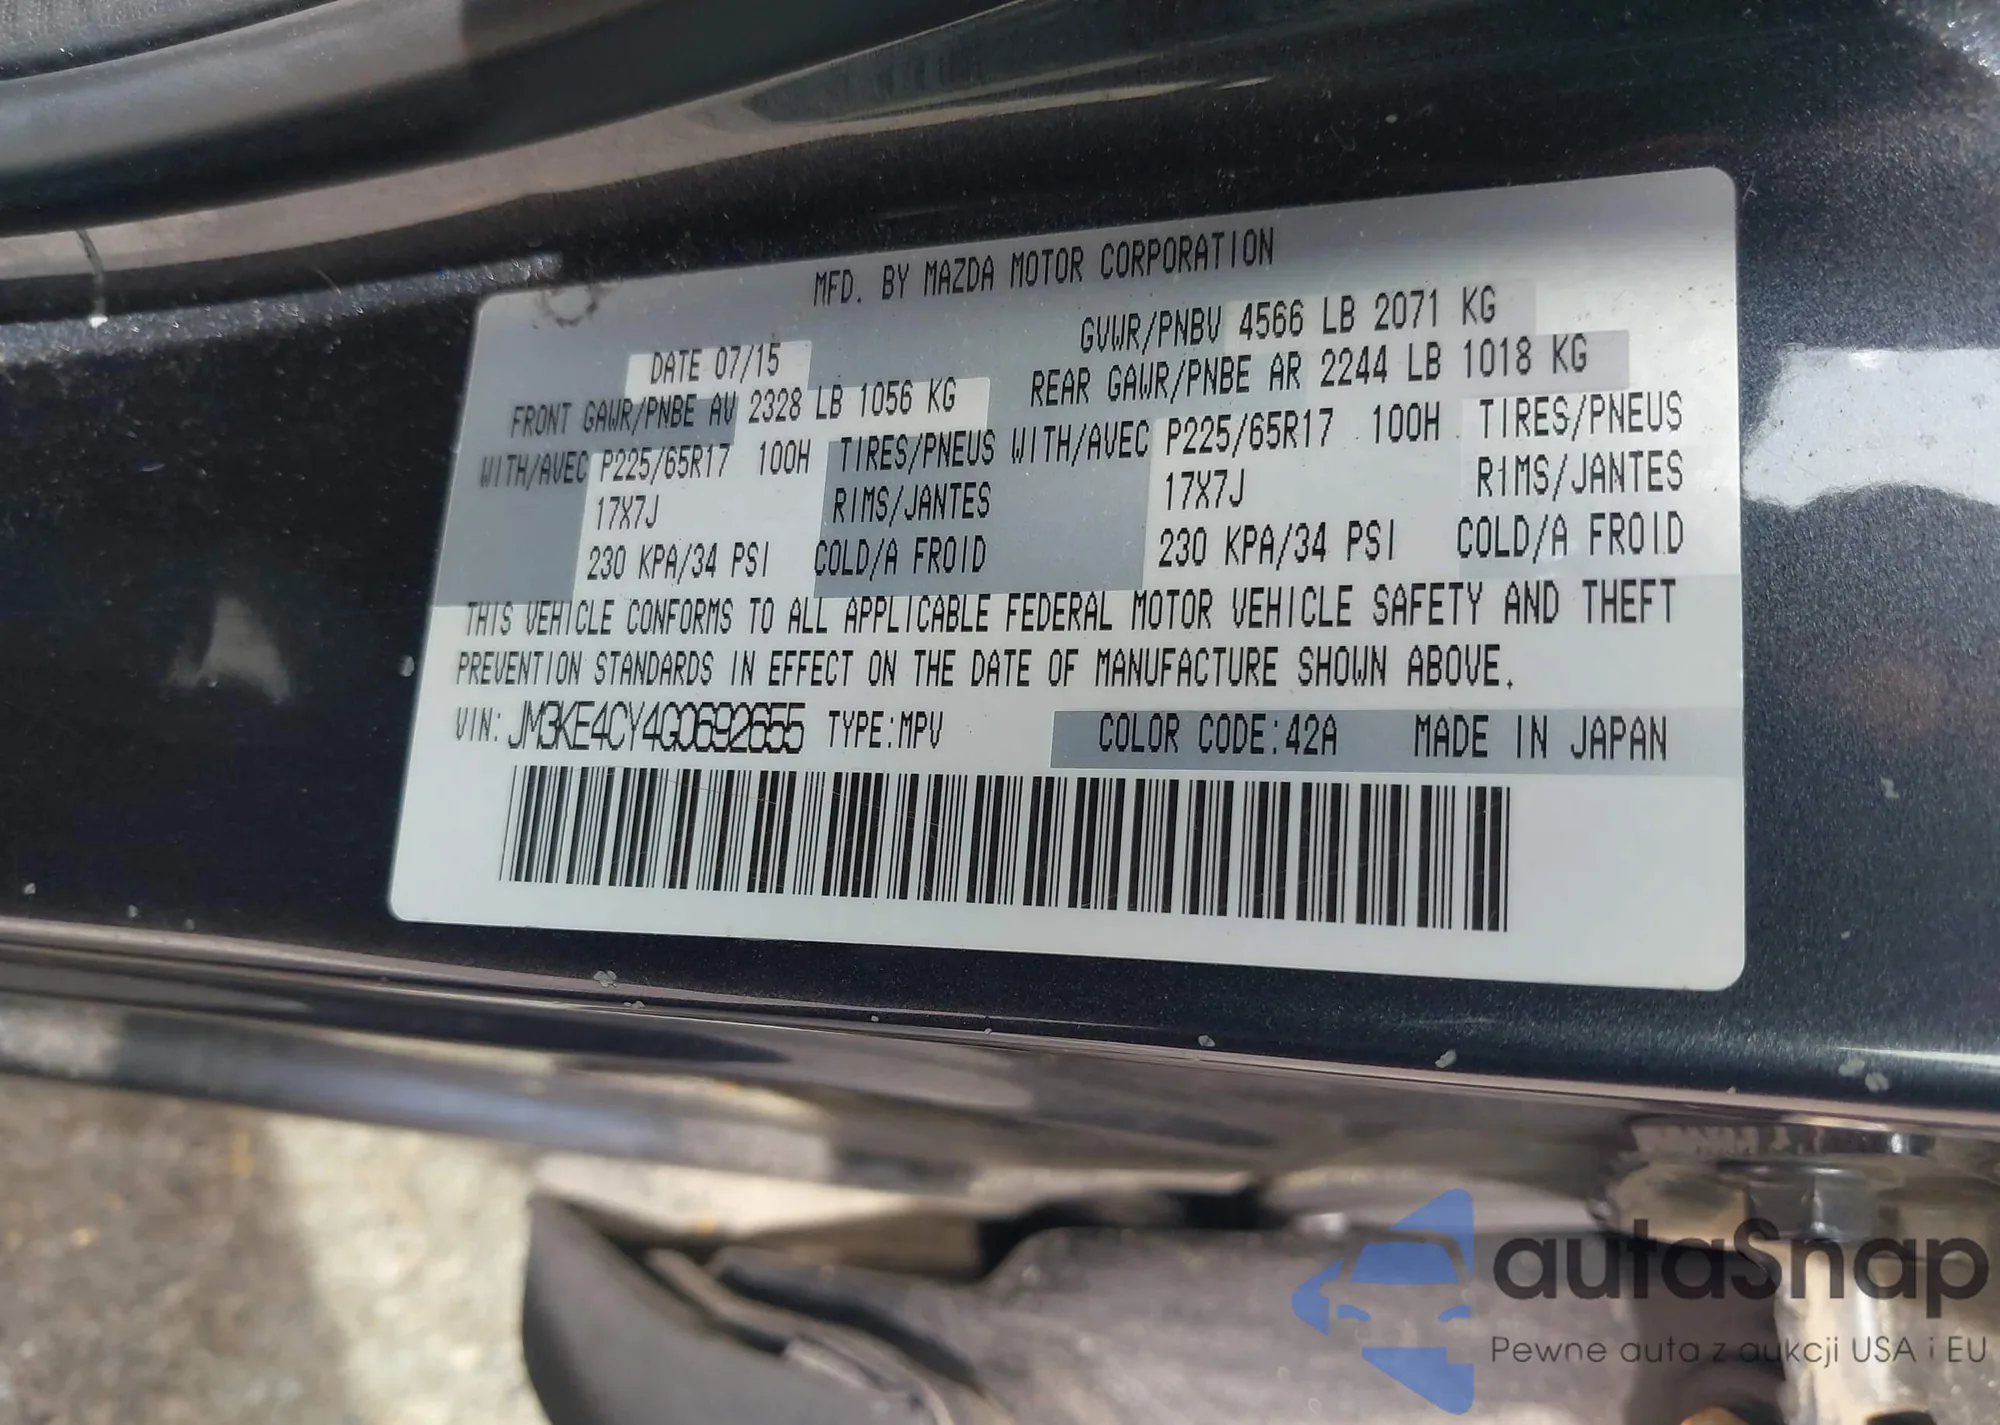 MFD. BY MAZDA MOTOR CORPORATION
DATE 07/15 GVWR/PNBV 4566 LB 2071 KG
FRONT GAWR/PNBE AV 2328 LB 1056 KG REAR GAWR/PNBE AR 2244 LB 1018 KG
WITH/AVEC P225/65R17 100H TIRES/PNEUS WITH/AVEC P225/65R17 100H TIRES/PNEUS
17X7J RIMS/JANTES 17X7J RIMS/JANTES
230 KPA/34 PSI COLD/A FROID 230 KPA/34 PSI COLD/A FROID
THIS VEHICLE CONFORMS TO ALL APPLICABLE FEDERAL MOTOR VEHICLE SAFETY AND THEFT
PREVENTION STANDARDS IN EFFECT ON THE DATE OF MANUFACTURE SHOWN ABOVE.
VIN: JM3KE4CY4G0692655 TYPE:MPV COLOR CODE:42A MADE IN JAPAN
autaSnap
Pewne auta z aukcji USA i EU